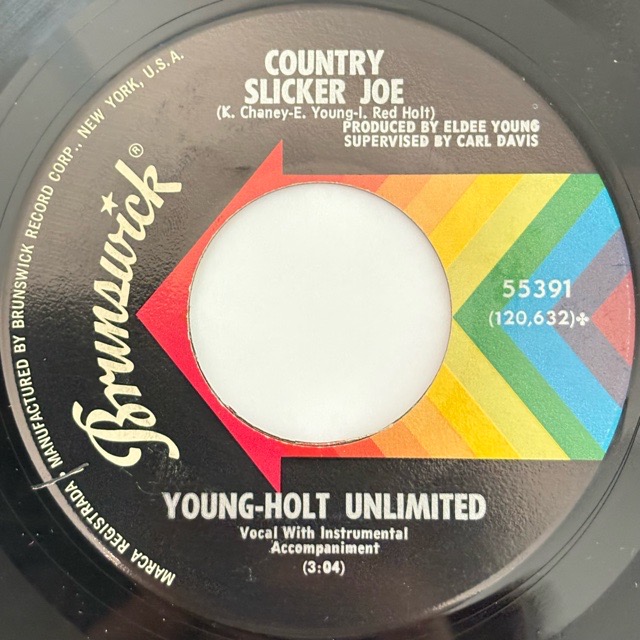 COUNTRY
SLICKER JOE
(K. Chaney-E. Young-I. Red Holt)
PRODUCED BY ELDEE YOUNG
SUPERVISED BY CARL DAVIS
Brunswick®
55391
(120,632)✤
YOUNG-HOLT UNLIMITED
Vocal With Instrumental
Accompaniment
(3:04)
MARCA REGISTRADA * MANUFACTURED BY BRUNSWICK RECORD CORP., NEW YORK, U.S.A.